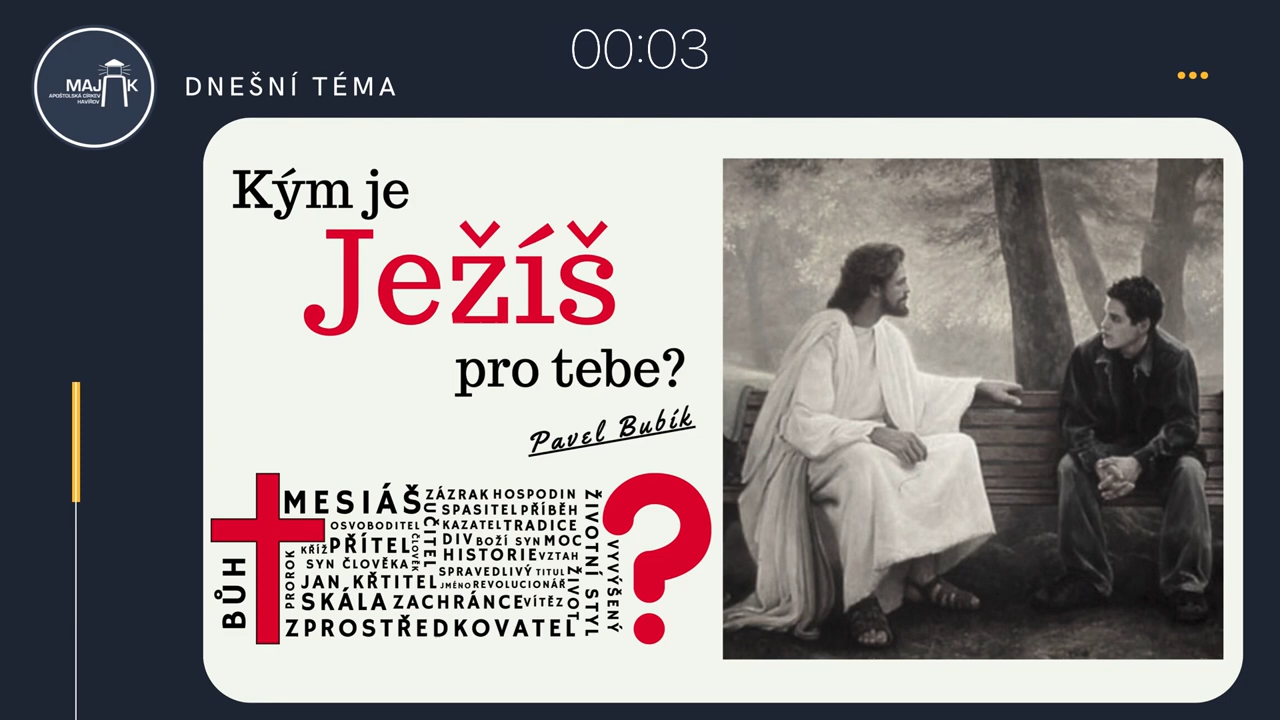 00:03
MAJ K
APOŠTOLSKÁ CÍRKEV
HAVÍŘOV
DNEŠNÍ TÉMA
Kým je
Ježíš
pro tebe?
Pavel Bubík
BŮH
MESIÁŠ
OSVOBODITEL
KŘÍŽ
PŘÍTEL
SYN ČLOVĚKA
PROROK
JAN KŘTITEL
SKÁLA
ZACHRÁNCE
VÍTĚZ
ZPROSTŘEDKOVATEL
UČITEL
ČLOVĚK
ZÁZRAK HOSPODIN
SPASITEL PŘÍBĚH
KAZATEL TRADICE
DIV BOŽÍ SYN MOC
HISTORIE VZTAH
SPRAVEDLIVÝ TITUL
JMÉNO REVOLUCIONÁŘ
ŽIVOT
ŽIVOTNÍ STYL
VYVÝŠENÝ
?